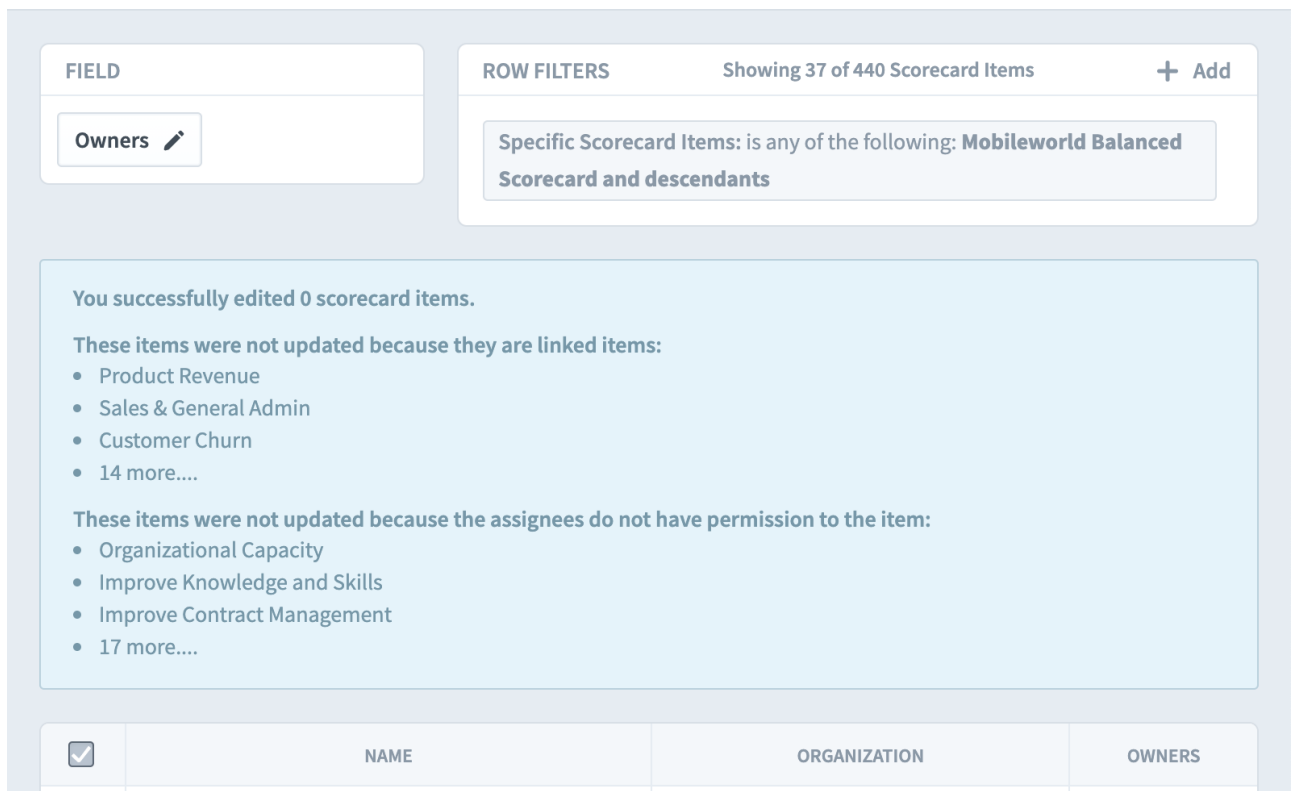 FIELD
Owners
ROW FILTERS
Showing 37 of 440 Scorecard Items
+ Add
Specific Scorecard Items: is any of the following: Mobileworld Balanced
Scorecard and descendants
You successfully edited 0 scorecard items.
These items were not updated because they are linked items:
• Product Revenue
• Sales & General Admin
• Customer Churn
• 14 more....
These items were not updated because the assignees do not have permission to the item:
• Organizational Capacity
• Improve Knowledge and Skills
• Improve Contract Management
• 17 more....
NAME
ORGANIZATION
OWNERS